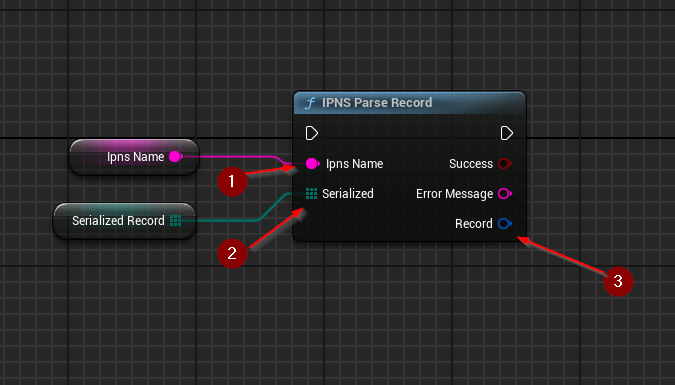 f IPNS Parse Record
Ipns Name
Ipns Name
Success
1
Serialized
Error Message
Serialized Record
Record
2
3